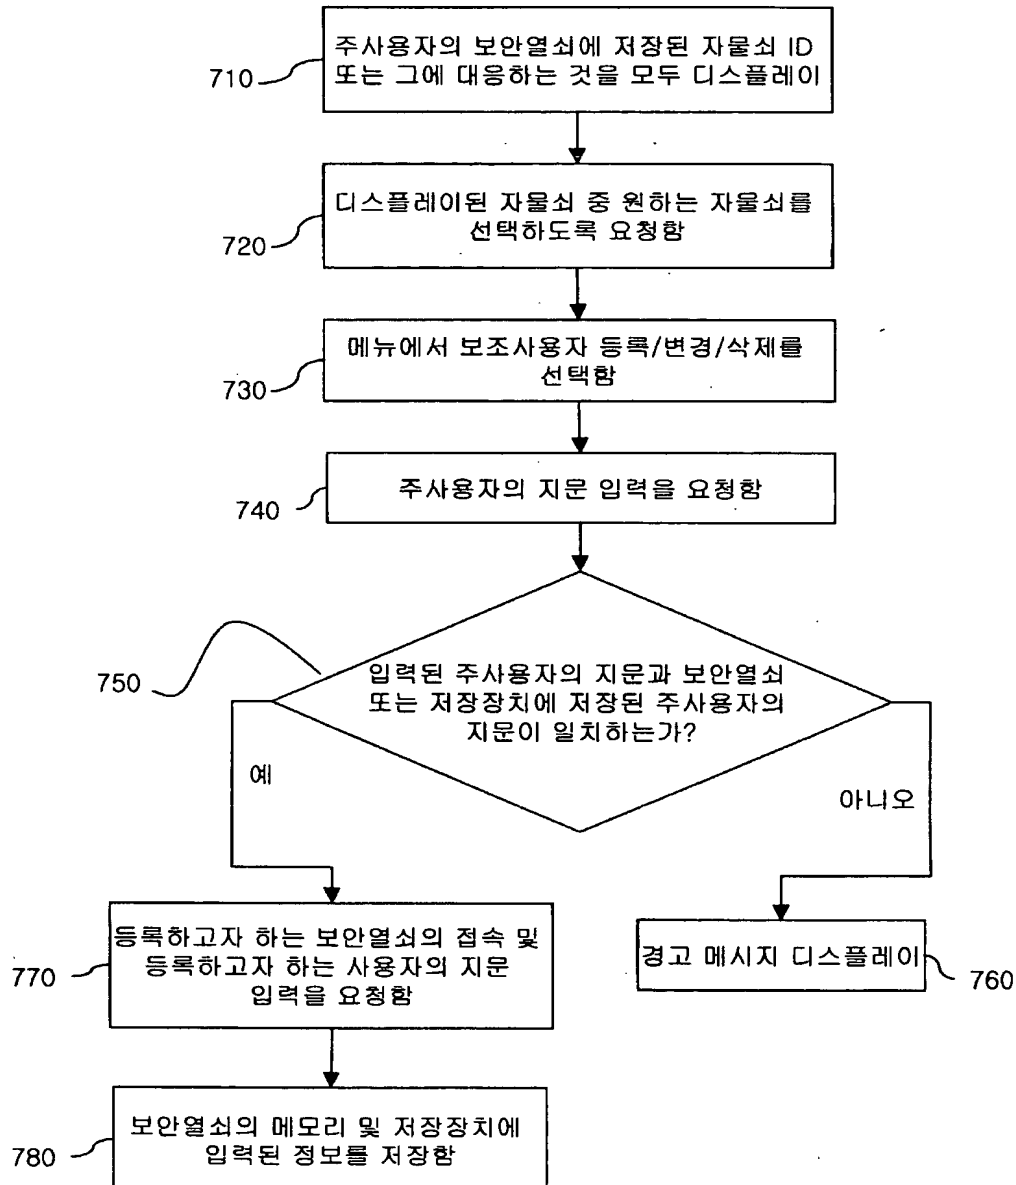 주사용자의 보안열쇠에 저장된 자물쇠 ID
또는 그에 대응하는 것을 모두 디스플레이
710
디스플레이된 자물쇠 중 원하는 자물쇠를
선택하도록 요청함
720
메뉴에서 보조사용자 등록/변경/삭제를
선택함
730
주사용자의 지문 입력을 요청함
740
입력된 주사용자의 지문과 보안열쇠
또는 저장장치에 저장된 주사용자의
지문이 일치하는가?
750
예
아니오
등록하고자 하는 보안열쇠의 접속 및
등록하고자 하는 사용자의 지문
입력을 요청함
770
경고 메시지 디스플레이
760
보안열쇠의 메모리 및 저장장치에
입력된 정보를 저장함
780